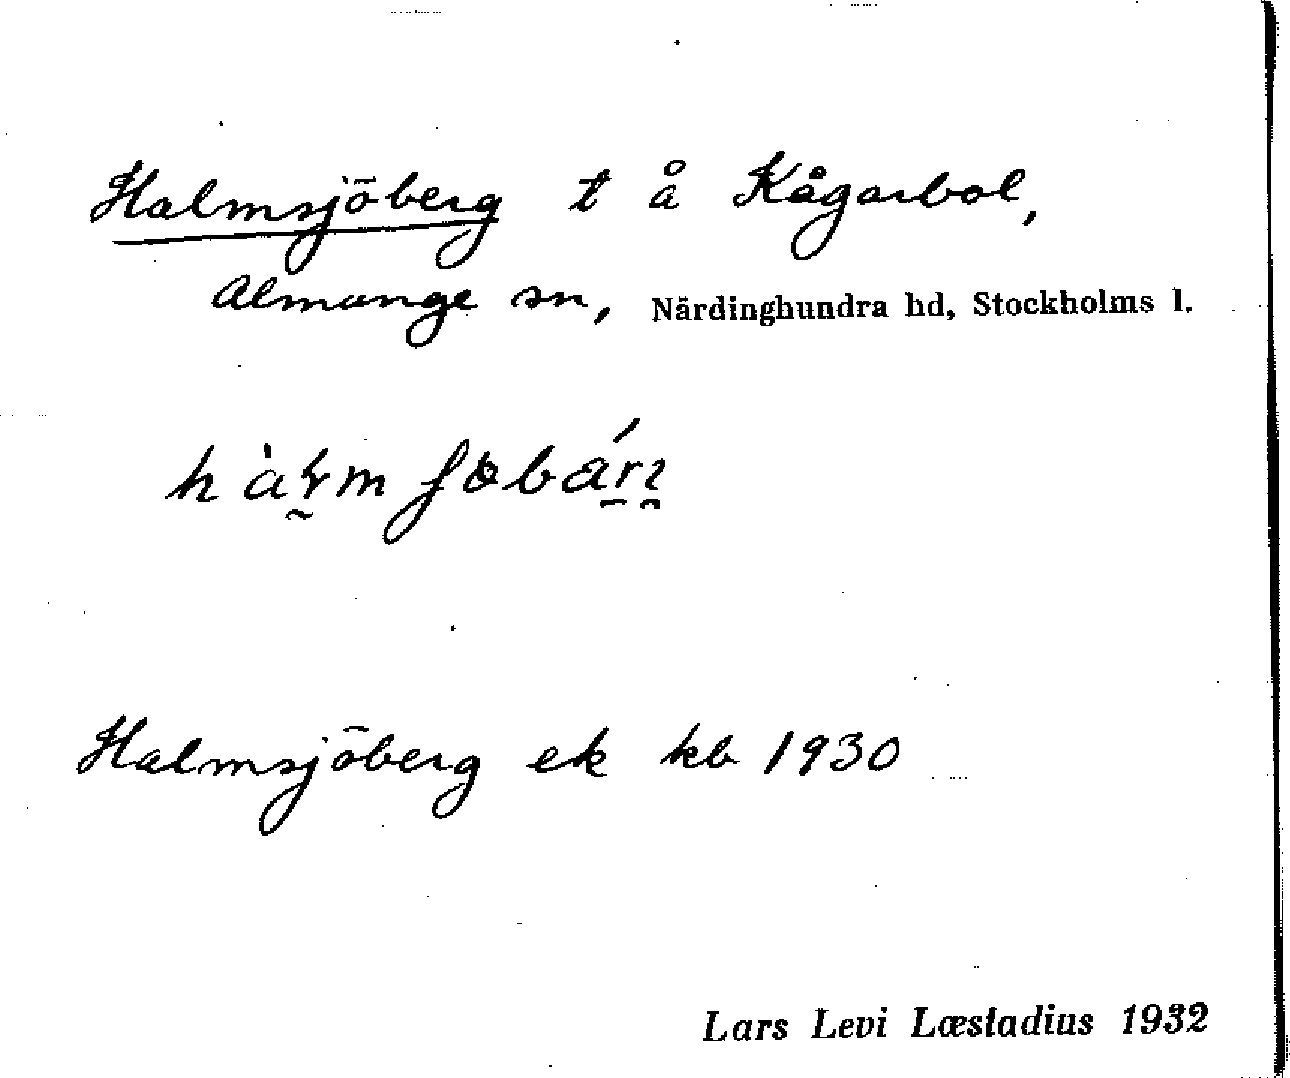 Halmsjöberg t å Kågarbol,
Almunge sn, Närdinghundra hd, Stockholms l.
Halmsjöberg ek kb 1930
Lars Levi Læstadius 1932